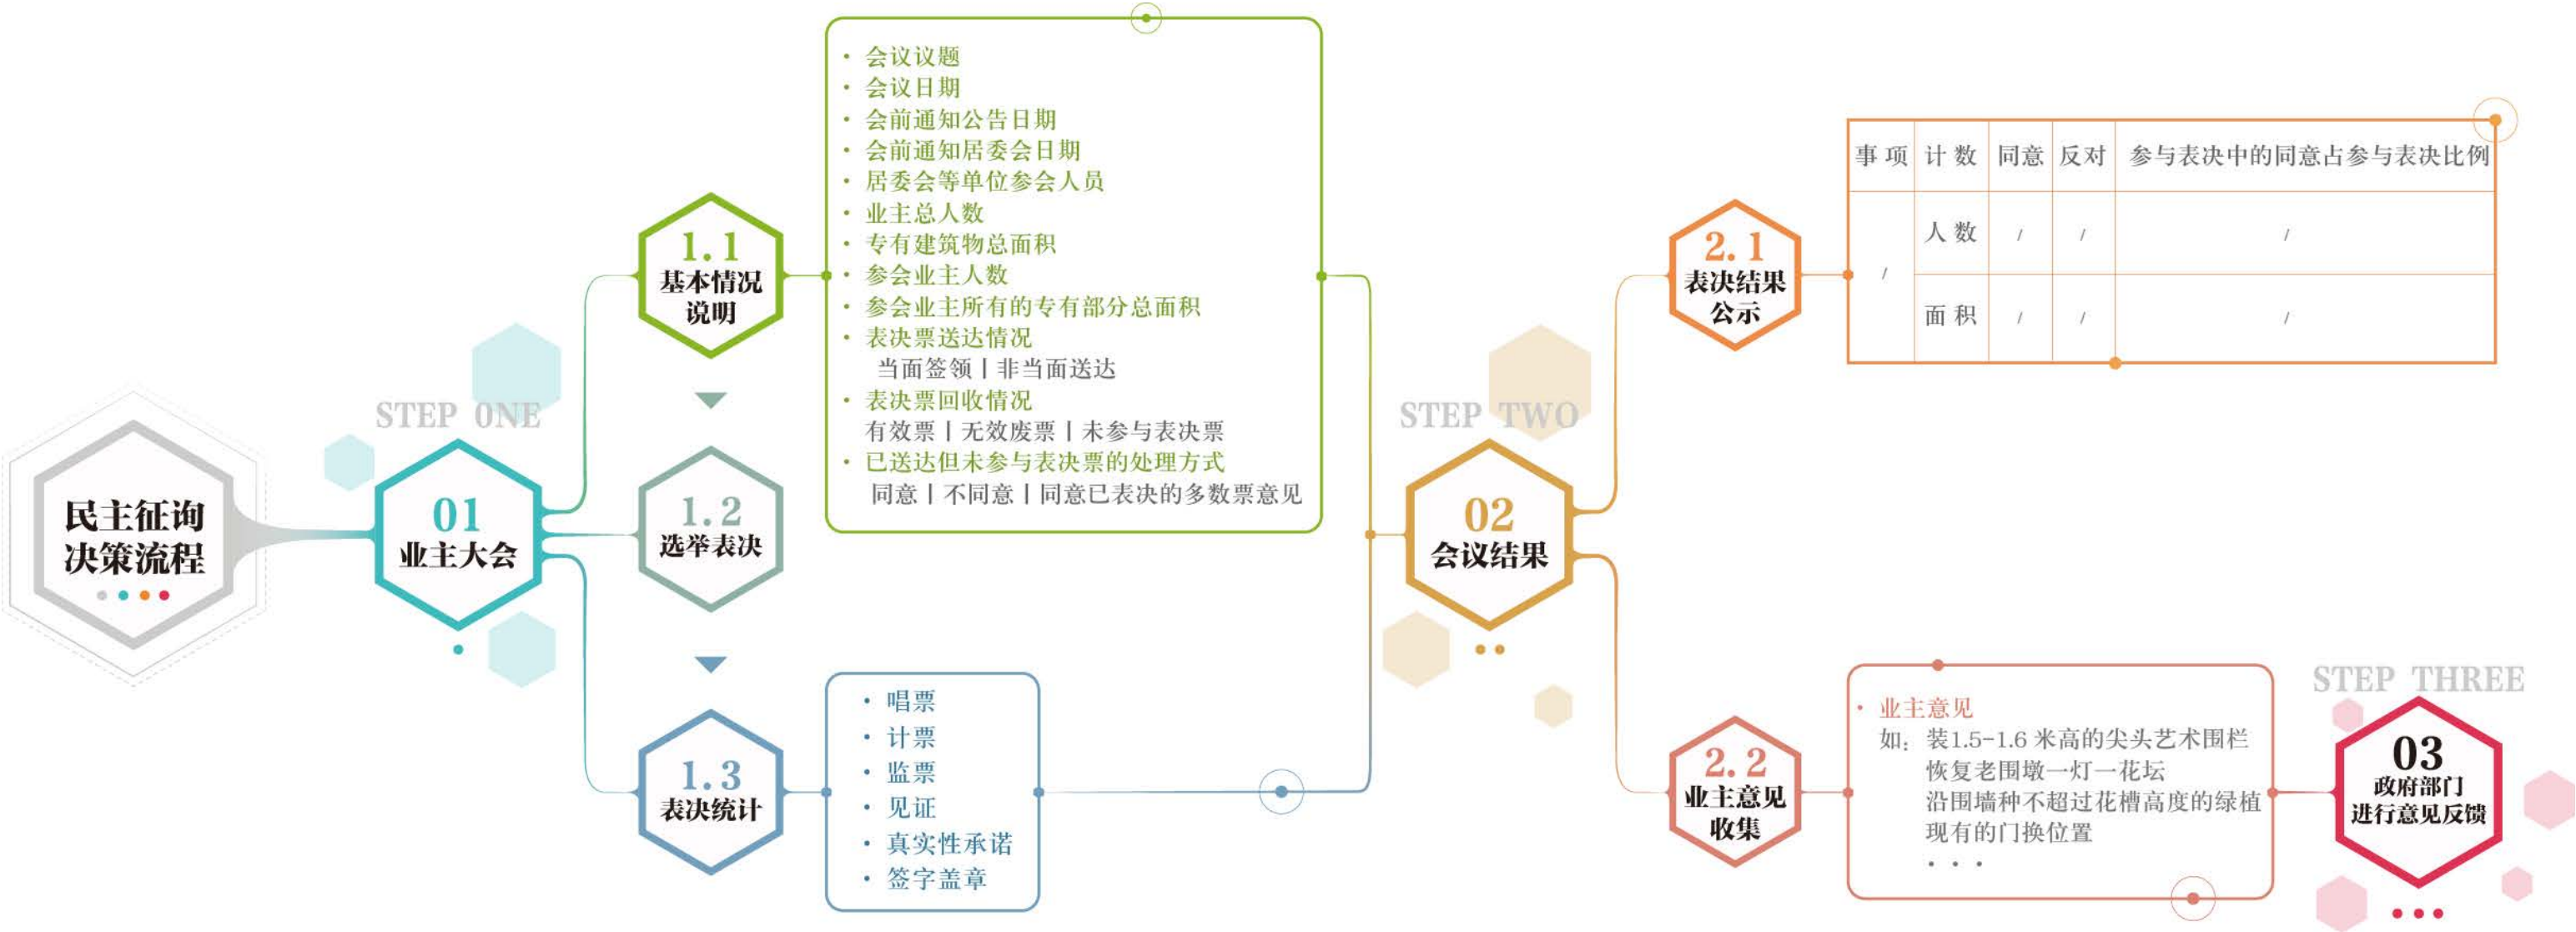 民主征询
决策流程
STEP ONE
01
业主大会
1.1
基本情况
说明
· 会议议题
· 会议日期
· 会前通知公告日期
· 会前通知居委会日期
· 居委会等单位参会人员
· 业主总人数
· 专有建筑物总面积
· 参会业主人数
· 参会业主所有的专有部分总面积
· 表决票送达情况
当面签领丨非当面送达
· 表决票回收情况
有效票丨无效废票丨未参与表决票
· 已送达但未参与表决票的处理方式
同意丨不同意丨同意已表决的多数票意见
1.2
选举表决
1.3
表决统计
· 唱票
· 计票
· 监票
· 见证
· 真实性承诺
· 签字盖章
STEP TWO
02
会议结果
2.1
表决结果
公示
事项 计数 同意 反对 参与表决中的同意占参与表决比例
/ 人数 / / /
面积 / / /
2.2
业主意见
收集
· 业主意见
如：装1.5-1.6 米高的尖头艺术围栏
恢复老围墩一灯一花坛
沿围墙种不超过花槽高度的绿植
现有的门换位置
· · ·
STEP THREE
03
政府部门
进行意见反馈